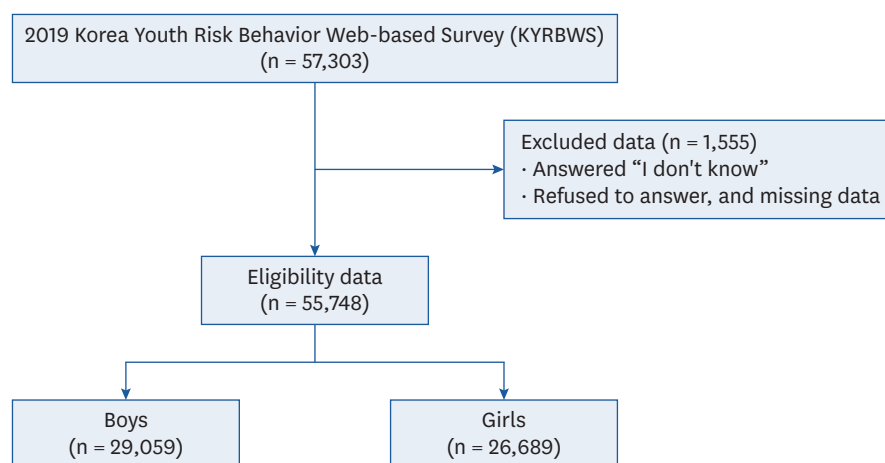 2019 Korea Youth Risk Behavior Web-based Survey (KYRBWS)
(n = 57,303)
Excluded data (n = 1,555)
· Answered “I don't know”
· Refused to answer, and missing data
Eligibility data
(n = 55,748)
Boys
(n = 29,059)
Girls
(n = 26,689)